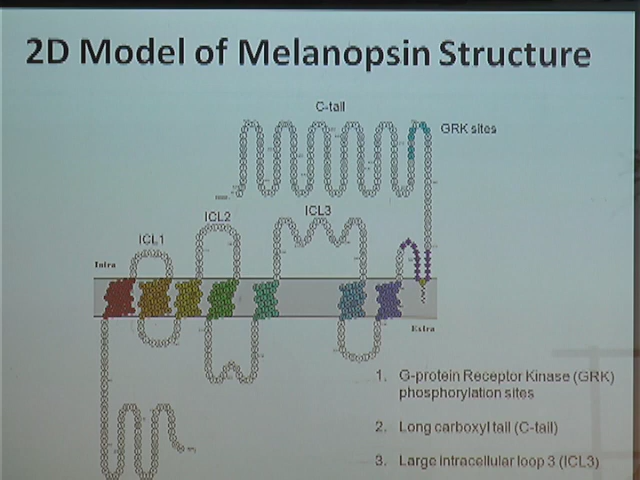 2D Model of Melanopsin Structure
C-tail
GRK sites
ICL3
ICL2
ICL1
Intra
Extra
1. G-protein Receptor Kinase (GRK)
phosphorylation sites
2. Long carboxyl tail (C-tail)
3. Large intracellular loop 3 (ICL3)